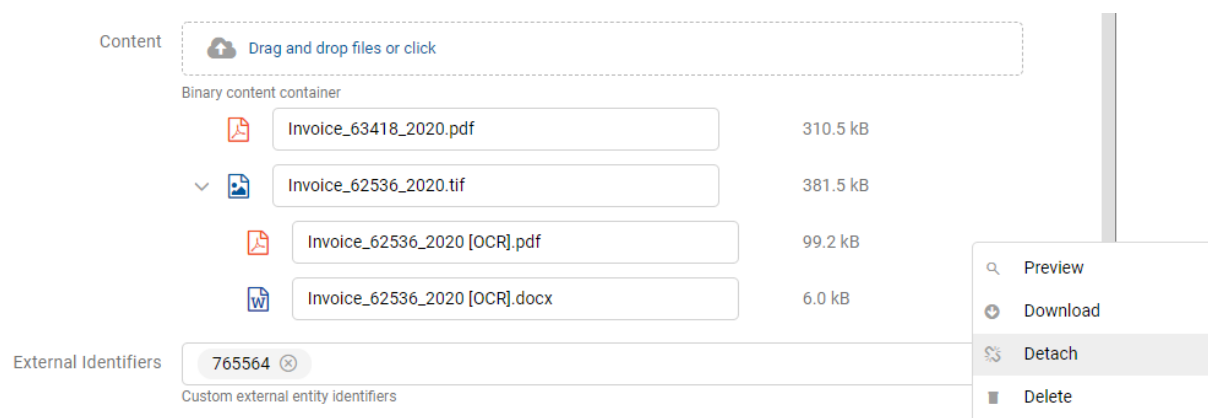 Content
Drag and drop files or click
Binary content container
Invoice_63418_2020.pdf 310.5 kB
Invoice_62536_2020.tif 381.5 kB
Invoice_62536_2020 [OCR].pdf 99.2 kB
W Invoice_62536_2020 [OCR].docx 6.0 kB
Preview
Download
Detach
Delete
External Identifiers 765564
Custom external entity identifiers